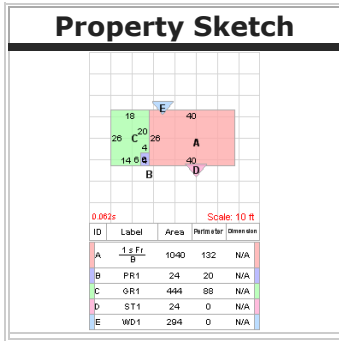 Property Sketch
E
18 40
20
26 C 26 A
4
14 6 6 40
D
B
0.062s Scale: 10 ft
ID Label Area Perimeter Dimension
A 1 s Fr B 1040 132 N/A
B PR1 24 20 N/A
C GR1 444 88 N/A
D ST1 24 0 N/A
E WD1 294 0 N/A